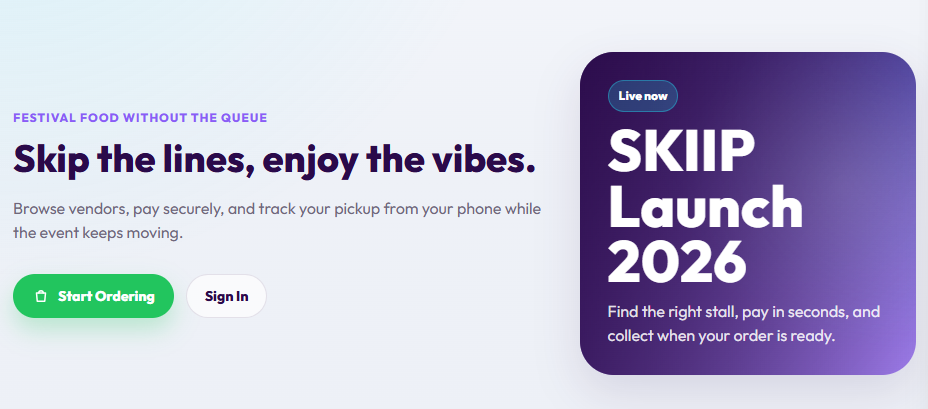 FESTIVAL FOOD WITHOUT THE QUEUE
Skip the lines, enjoy the vibes.
Browse vendors, pay securely, and track your pickup from your phone while
the event keeps moving.
Start Ordering
Sign In
Live now
SKIIP
Launch
2026
Find the right stall, pay in seconds, and
collect when your order is ready.